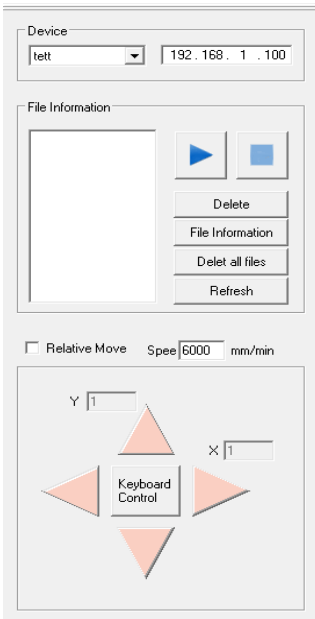 Device
tett 192.168. 1 .100
File Information
Delete
File Information
Delet all files
Refresh
Relative Move Spee 6000 mm/min
Y 1
X 1
Keyboard
Control